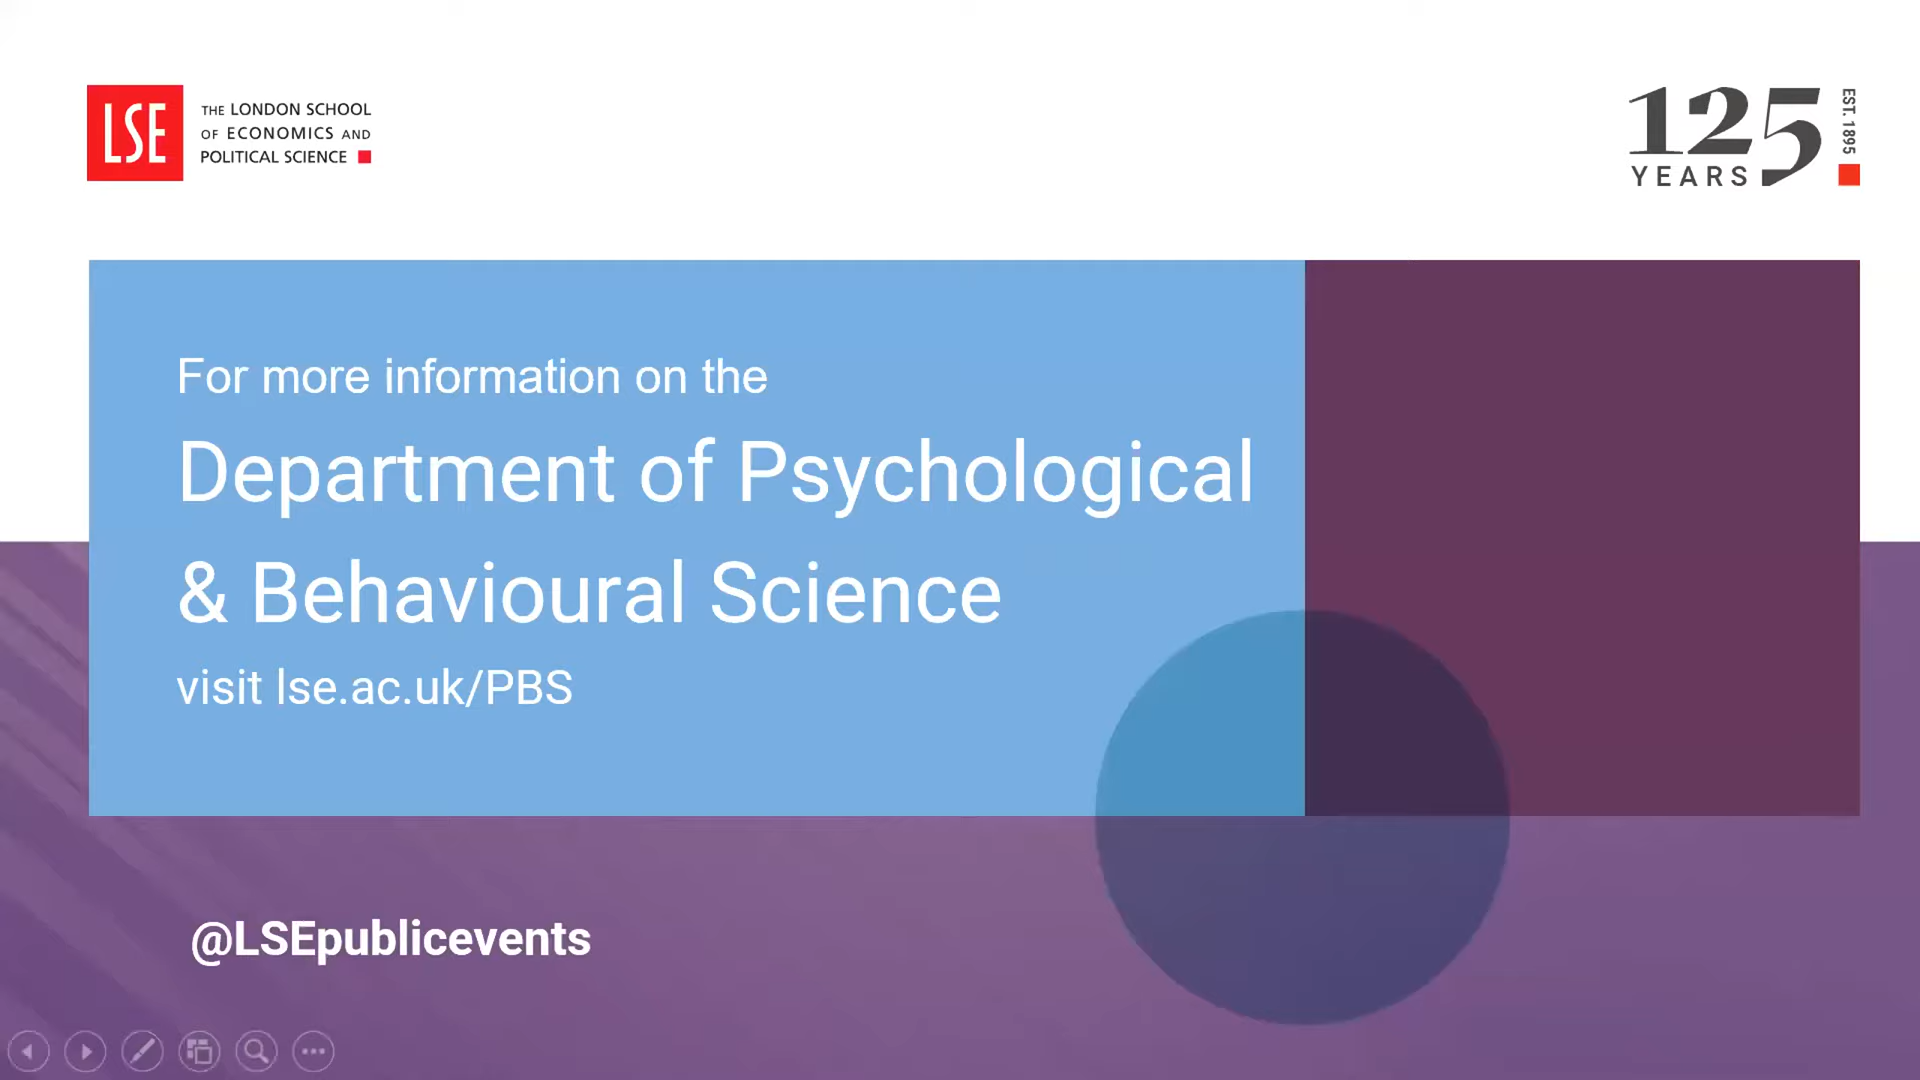 LSE
THE LONDON SCHOOL
OF ECONOMICS AND
POLITICAL SCIENCE
125
YEARS
EST. 1895
For more information on the
Department of Psychological
& Behavioural Science
visit lse.ac.uk/PBS
@LSEpublicevents